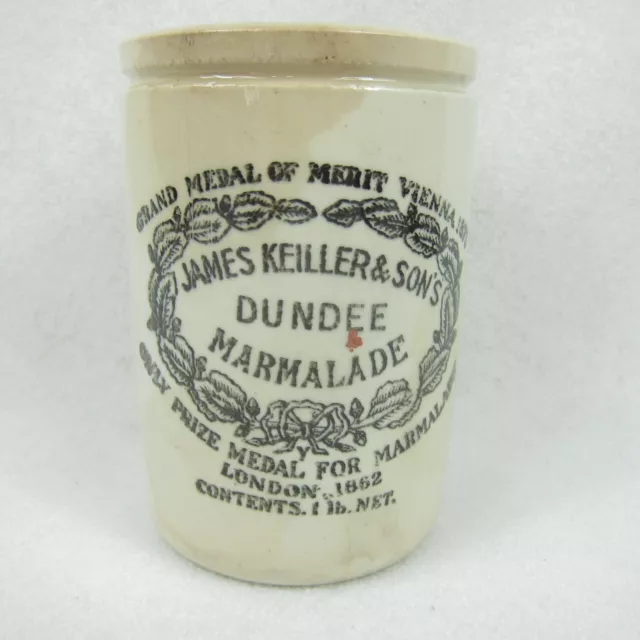 GRAND MEDAL OF MERIT VIENNA
JAMES KEILLER & SON'S
DUNDEE
MARMALADE
ONLY PRIZE MEDAL FOR MARMALADE
LONDON, 1862
CONTENTS. 1 lb. NET.